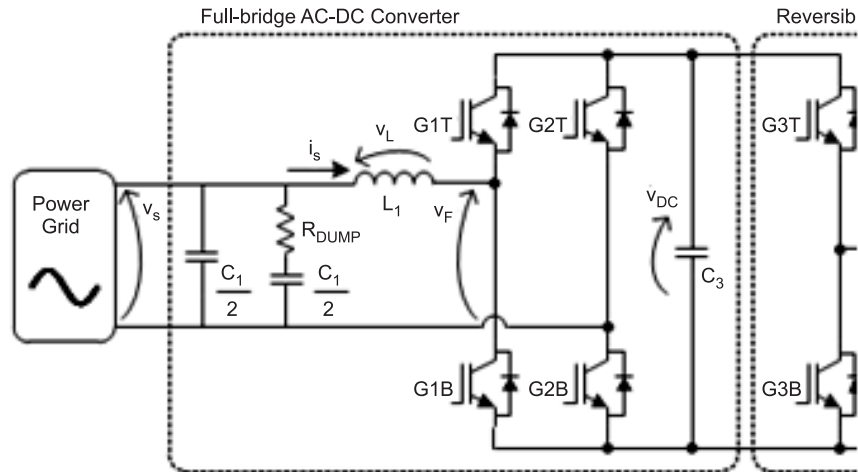 Full-bridge AC-DC Converter
Reversib
G1T
G2T
G3T
v_L
i_s
L_1
Power
Grid
v_s
R_DUMP
v_F
v_DC
C_1
2
C_1
2
C_3
G1B
G2B
G3B